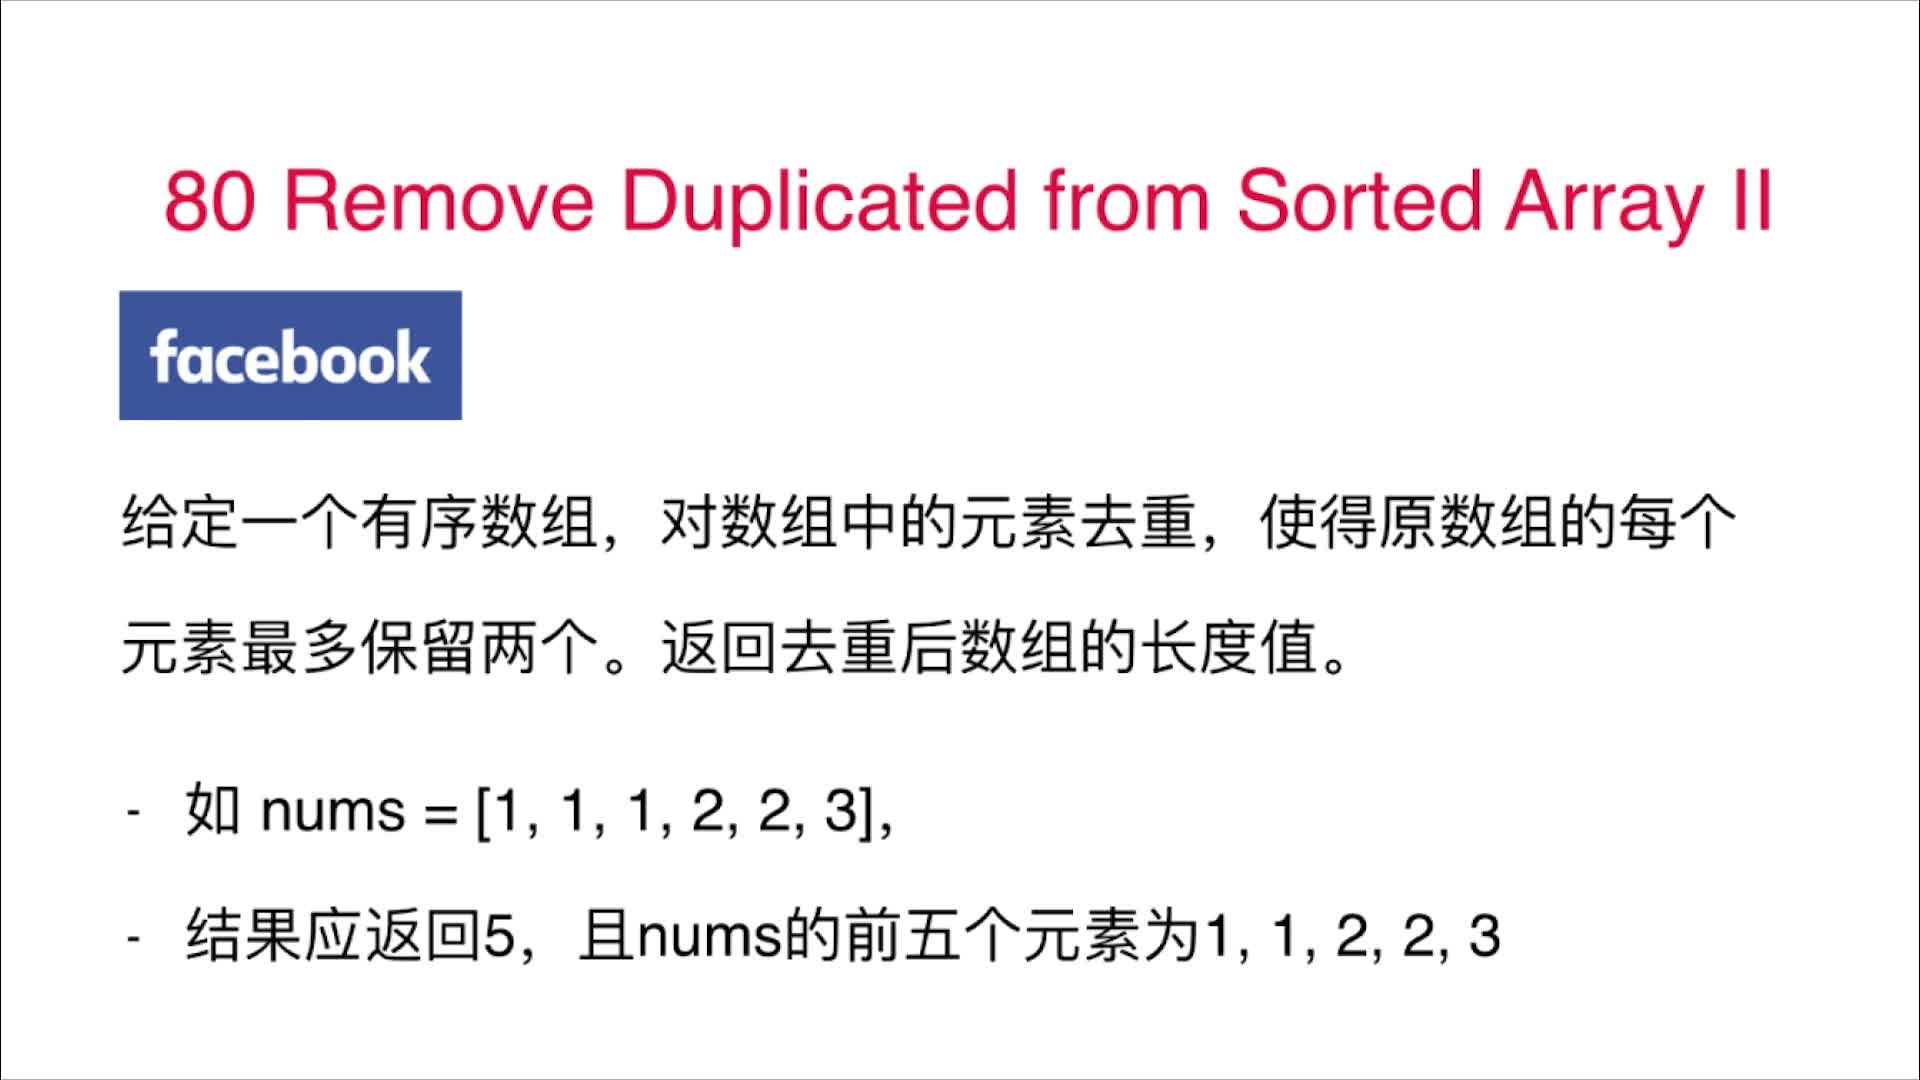 80 Remove Duplicated from Sorted Array II
facebook
给定一个有序数组，对数组中的元素去重，使得原数组的每个
元素最多保留两个。返回去重后数组的长度值。
- 如 nums = [1, 1, 1, 2, 2, 3],
- 结果应返回5，且nums的前五个元素为1, 1, 2, 2, 3